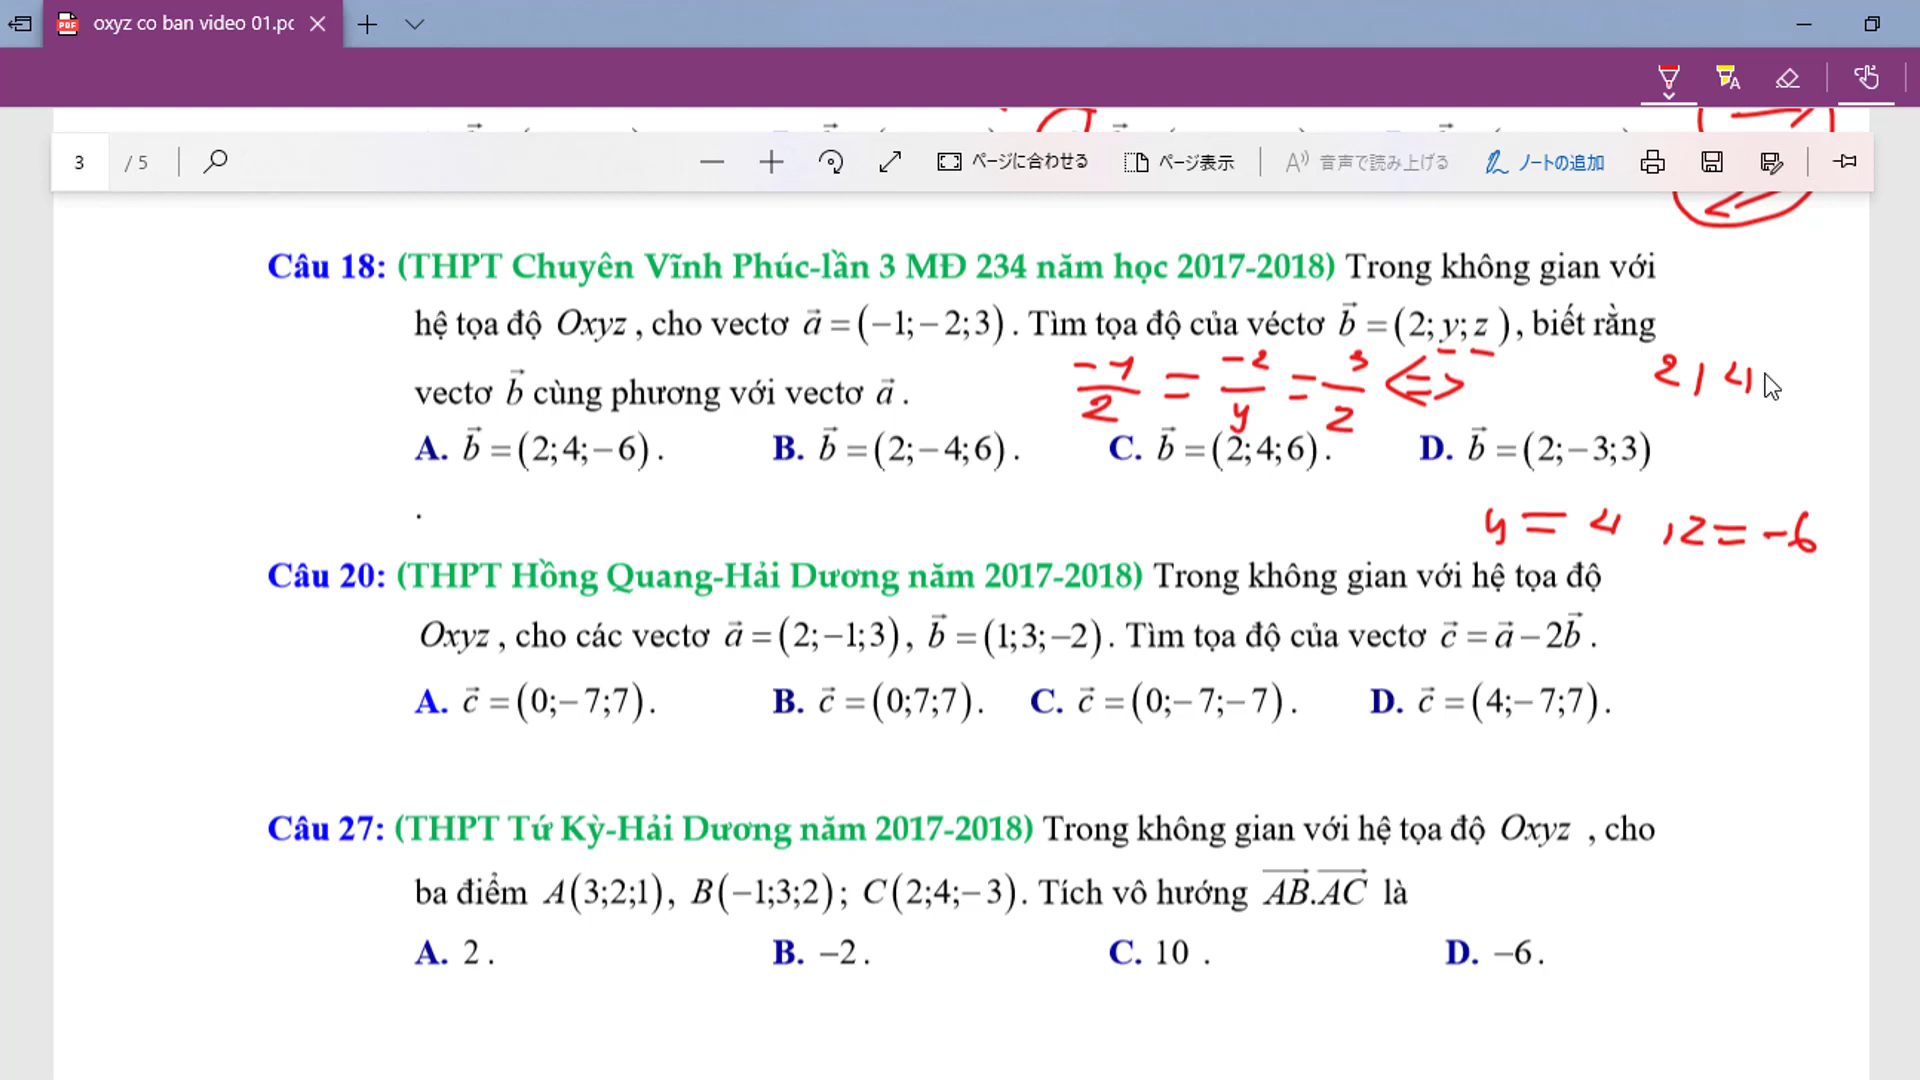 oxyz co ban video 01.pc
3 / 5 ページに合わせる ページ表示 音声で読み上げる ノートの追加
Câu 18: (THPT Chuyên Vĩnh Phúc-lần 3 MĐ 234 năm học 2017-2018) Trong không gian với
hệ tọa độ Oxyz , cho vectơ a⃗ = (−1;−2;3) . Tìm tọa độ của véctơ b⃗ = (2; y; z ) , biết rằng
vectơ b⃗ cùng phương với vectơ a⃗ .
-1/2 = -2/y = 3/z <=> 2 , 4 ,
A. b⃗ = (2;4;−6) . B. b⃗ = (2;−4;6) . C. b⃗ = (2;4;6) . D. b⃗ = (2;−3;3)
.
y = 4 , z = -6
Câu 20: (THPT Hồng Quang-Hải Dương năm 2017-2018) Trong không gian với hệ tọa độ
Oxyz , cho các vectơ a⃗ = (2;−1;3) , b⃗ = (1;3;−2) . Tìm tọa độ của vectơ c⃗ = a⃗ − 2b⃗ .
A. c⃗ = (0;−7;7) . B. c⃗ = (0;7;7) . C. c⃗ = (0;−7;−7) . D. c⃗ = (4;−7;7) .
Câu 27: (THPT Tứ Kỳ-Hải Dương năm 2017-2018) Trong không gian với hệ tọa độ Oxyz , cho
ba điểm A(3;2;1) , B(−1;3;2) ; C(2;4;−3) . Tích vô hướng AB→.AC→ là
A. 2 . B. −2 . C. 10 . D. −6 .